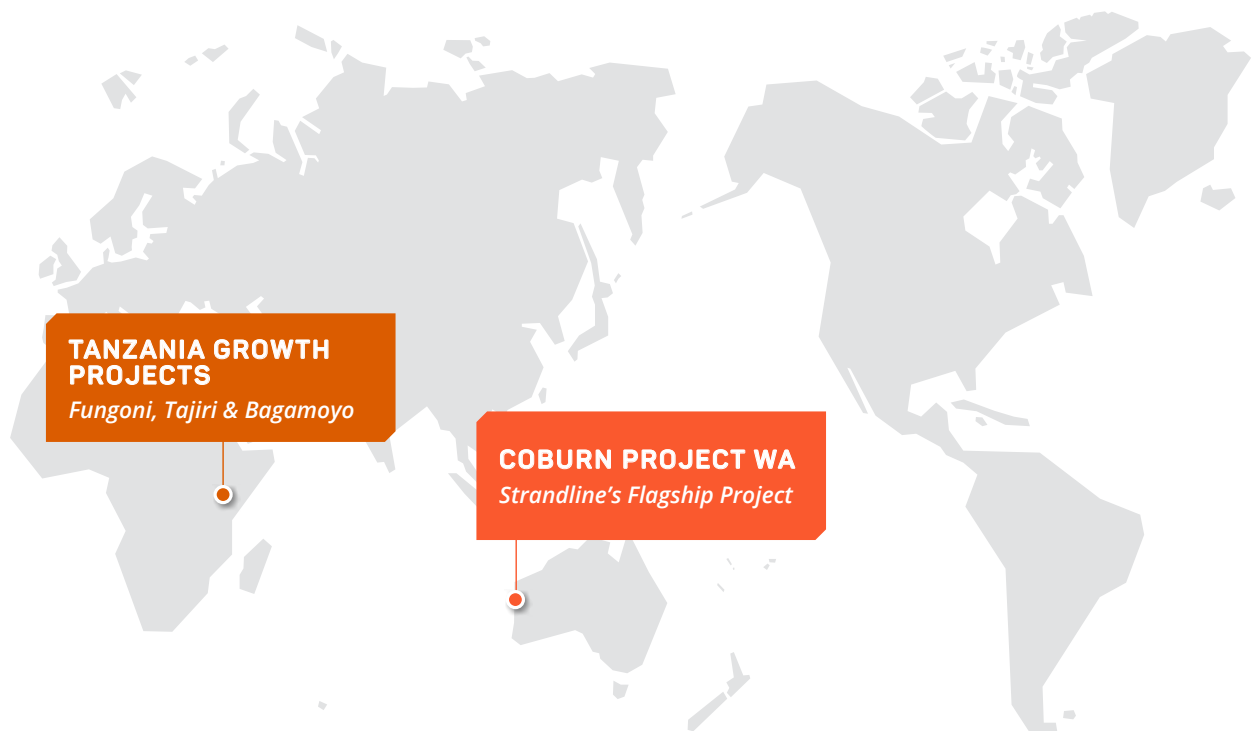 TANZANIA GROWTH
PROJECTS
Fungoni, Tajiri & Bagamoyo
COBURN PROJECT WA
Strandline’s Flagship Project